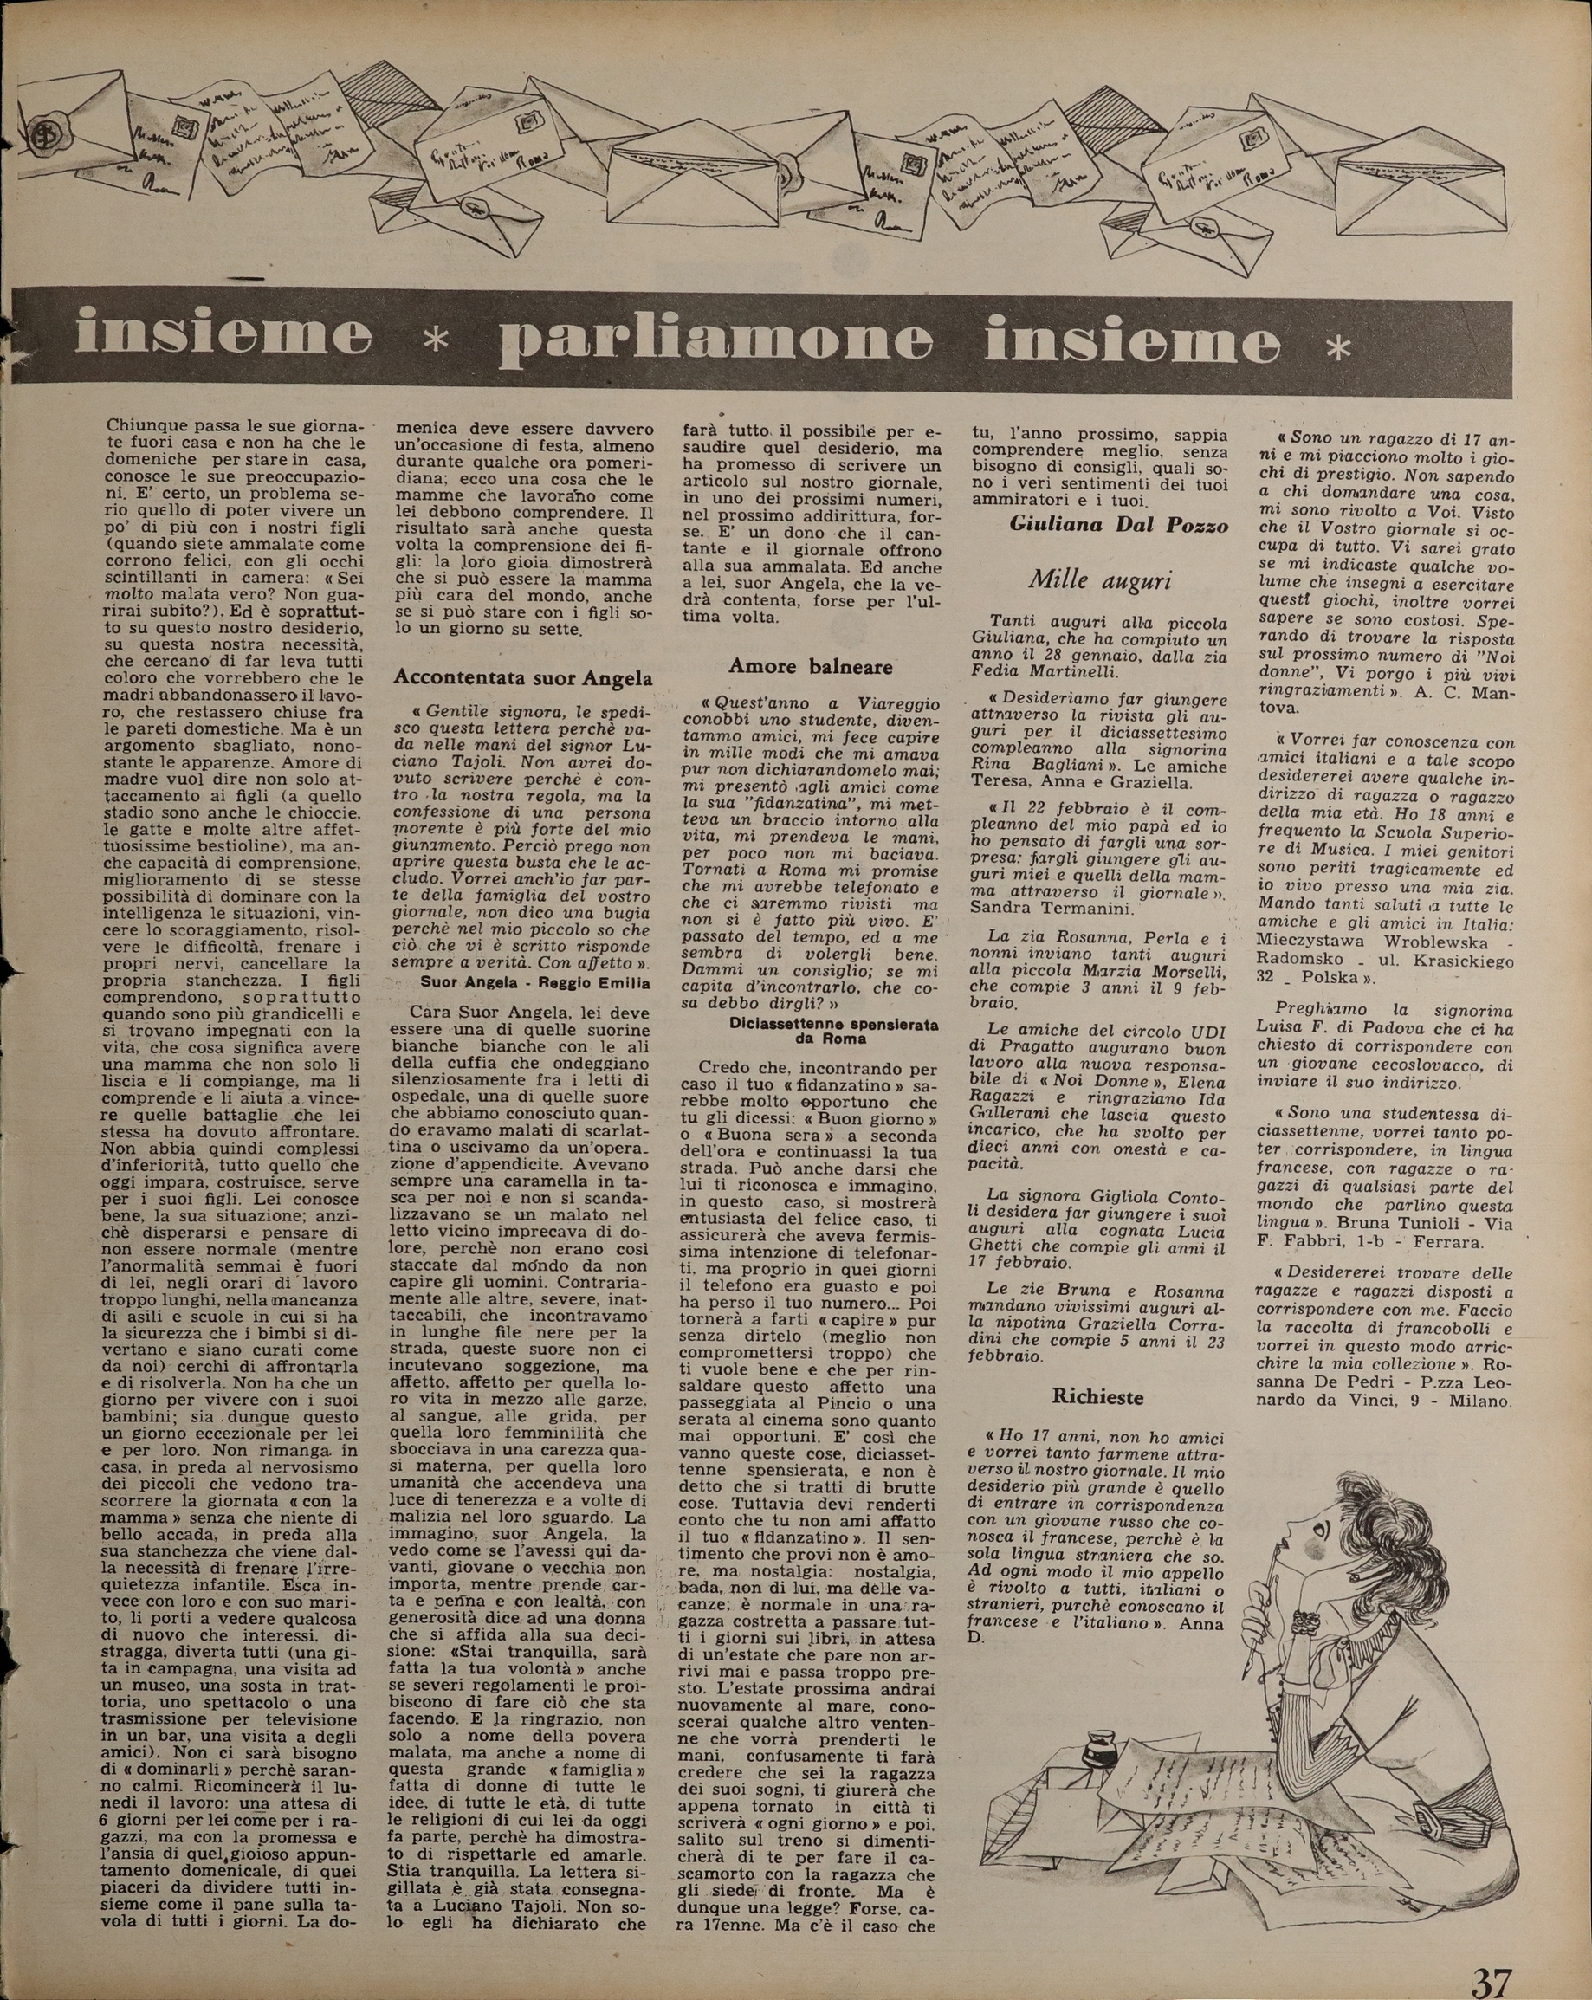 insieme * parliamone insieme *
Chiunque passa le sue giorna-
te fuori casa e non ha che le
domeniche per stare in casa,
conosce le sue preoccupazio-
ni. E' certo, un problema se-
rio quello di poter vivere un
po' di più con i nostri figli
(quando siete ammalate come
corrono felici, con gli occhi
scintillanti in camera: « Sei
molto malata vero? Non gua-
rirai subito?). Ed è soprattut-
to su questo nostro desiderio,
su questa nostra necessità,
che cercano di far leva tutti
coloro che vorrebbero che le
madri abbandonassero il lavo-
ro, che restassero chiuse fra
le pareti domestiche. Ma è un
argomento sbagliato, nono-
stante le apparenze. Amore di
madre vuol dire non solo at-
taccamento ai figli (a quello
stadio sono anche le chioccie,
le gatte e molte altre affet-
tuosissime bestioline), ma an-
che capacità di comprensione,
miglioramento di se stesse
possibilità di dominare con la
intelligenza le situazioni, vin-
cere lo scoraggiamento, risol-
vere le difficoltà, frenare i
propri nervi, cancellare la
propria stanchezza. I figli
comprendono, soprattutto
quando sono più grandicelli e
si trovano impegnati con la
vita, che cosa significa avere
una mamma che non solo li
liscia e li compiange, ma li
comprende e li aiuta a vince-
re quelle battaglie che lei
stessa ha dovuto affrontare.
Non abbia quindi complessi
d'inferiorità, tutto quello che
oggi impara, costruisce, serve
per i suoi figli. Lei conosce
bene, la sua situazione; anzi-
chè disperarsi e pensare di
non essere normale (mentre
l'anormalità semmai è fuori
di lei, negli orari di lavoro
troppo lunghi, nella mancanza
di asili e scuole in cui si ha
la sicurezza che i bimbi si di-
vertano e siano curati come
da noi) cerchi di affrontarla
e di risolverla. Non ha che un
giorno per vivere con i suoi
bambini; sia dunque questo
un giorno eccezionale per lei
e per loro. Non rimanga in
casa, in preda al nervosismo
dei piccoli che vedono tra-
scorrere la giornata « con la
mamma » senza che niente di
bello accada, in preda alla
sua stanchezza che viene dal-
la necessità di frenare l'irre-
quietezza infantile. Esca in-
vece con loro e con suo mari-
to, li porti a vedere qualcosa
di nuovo che interessi, di-
stragga, diverta tutti (una gi-
ta in campagna, una visita ad
un museo, una sosta in trat-
toria, uno spettacolo o una
trasmissione per televisione
in un bar, una visita a degli
amici). Non ci sarà bisogno
di « dominarli » perchè saran-
no calmi. Ricomincerà il lu-
nedì il lavoro: una attesa di
6 giorni per lei come per i ra-
gazzi, ma con la promessa e
l'ansia di quel gioioso appun-
tamento domenicale, di quei
piaceri da dividere tutti in-
sieme come il pane sulla ta-
vola di tutti i giorni. La do-
menica deve essere davvero
un'occasione di festa, almeno
durante qualche ora pomeri-
diana; ecco una cosa che le
mamme che lavorano come
lei debbono comprendere. Il
risultato sarà anche questa
volta la comprensione dei fi-
gli: la loro gioia dimostrerà
che si può essere la mamma
più cara del mondo, anche
se si può stare con i figli so-
lo un giorno su sette.
Accontentata suor Angela
« Gentile signora, le spedi-
sco questa lettera perchè va-
da nelle mani del signor Lu-
ciano Tajoli. Non avrei do-
vuto scrivere perchè è con-
tro la nostra regola, ma la
confessione di una persona
morente è più forte del mio
giuramento. Perciò prego non
aprire questa busta che le ac-
cludo. Vorrei anch'io far par-
te della famiglia del vostro
giornale, non dico una bugia
perchè nel mio piccolo so che
ciò che vi è scritto risponde
sempre a verità. Con affetto ».
Suor Angela - Reggio Emilia
Cara Suor Angela, lei deve
essere una di quelle suorine
bianche bianche con le ali
della cuffia che ondeggiano
silenziosamente fra i letti di
ospedale, una di quelle suore
che abbiamo conosciuto quan-
do eravamo malati di scarlat-
tina o uscivamo da un'opera-
zione d'appendicite. Avevano
sempre una caramella in ta-
sca per noi e non si scanda-
lizzavano se un malato nel
letto vicino imprecava di do-
lore, perchè non erano così
staccate dal mondo da non
capire gli uomini. Contraria-
mente alle altre, severe, inat-
taccabili, che incontravamo
in lunghe file nere per la
strada, queste suore non ci
incutevano soggezione, ma
affetto, affetto per quella lo-
ro vita in mezzo alle garze,
al sangue, alle grida, per
quella loro femminilità che
sbocciava in una carezza qua-
si materna, per quella loro
umanità che accendeva una
luce di tenerezza e a volte di
malizia nel loro sguardo. La
immagino, suor Angela, la
vedo come se l'avessi qui da-
vanti, giovane o vecchia non
importa, mentre prende car-
ta e penna e con lealtà, con
generosità dice ad una donna
che si affida alla sua deci-
sione: «Stai tranquilla, sarà
fatta la tua volontà » anche
se severi regolamenti le proi-
biscono di fare ciò che sta
facendo. E la ringrazio, non
solo a nome della povera
malata, ma anche a nome di
questa grande « famiglia »
fatta di donne di tutte le
idee, di tutte le età, di tutte
le religioni di cui lei da oggi
fa parte, perchè ha dimostra-
to di rispettarle ed amarle.
Stia tranquilla. La lettera si-
gillata è già stata consegna-
ta a Luciano Tajoli. Non so-
lo egli ha dichiarato che
farà tutto il possibile per e-
saudire quel desiderio, ma
ha promesso di scrivere un
articolo sul nostro giornale,
in uno dei prossimi numeri,
nel prossimo addirittura, for-
se. E' un dono che il can-
tante e il giornale offrono
alla sua ammalata. Ed anche
a lei, suor Angela, che la ve-
drà contenta, forse per l'ul-
tima volta.
Amore balneare
« Quest'anno a Viareggio
conobbi uno studente, diven-
tammo amici, mi fece capire
in mille modi che mi amava
pur non dichiarandomelo mai;
mi presentò agli amici come
la sua "fidanzatina", mi met-
teva un braccio intorno alla
vita, mi prendeva le mani,
per poco non mi baciava.
Tornati a Roma mi promise
che mi avrebbe telefonato e
che ci saremmo rivisti ma
non si è fatto più vivo. E'
passato del tempo, ed a me
sembra di volergli bene.
Dammi un consiglio; se mi
capita d'incontrarlo, che co-
sa debbo dirgli? »
Diciassettenne spensierata
da Roma
Credo che, incontrando per
caso il tuo « fidanzatino » sa-
rebbe molto opportuno che
tu gli dicessi: « Buon giorno »
o « Buona sera » a seconda
dell'ora e continuassi la tua
strada. Può anche darsi che
lui ti riconosca e immagino,
in questo caso, si mostrerà
entusiasta del felice caso, ti
assicurerà che aveva fermis-
sima intenzione di telefonar-
ti, ma proprio in quei giorni
il telefono era guasto e poi
ha perso il tuo numero... Poi
tornerà a farti « capire » pur
senza dirtelo (meglio non
compromettersi troppo) che
ti vuole bene e che per rin-
saldare questo affetto una
passeggiata al Pincio o una
serata al cinema sono quanto
mai opportuni. E' così che
vanno queste cose, diciasset-
tenne spensierata, e non è
detto che si tratti di brutte
cose. Tuttavia devi renderti
conto che tu non ami affatto
il tuo « fidanzatino ». Il sen-
timento che provi non è amo-
re, ma nostalgia: nostalgia,
bada, non di lui, ma delle va-
canze; è normale in una ra-
gazza costretta a passare tut-
ti i giorni sui libri, in attesa
di un'estate che pare non ar-
rivi mai e passa troppo pre-
sto. L'estate prossima andrai
nuovamente al mare, cono-
scerai qualche altro venten-
ne che vorrà prenderti le
mani, confusamente ti farà
credere che sei la ragazza
dei suoi sogni, ti giurerà che
appena tornato in città ti
scriverà « ogni giorno » e poi,
salito sul treno si dimenti-
cherà di te per fare il ca-
scamorto con la ragazza che
gli siede di fronte. Ma è
dunque una legge? Forse, ca-
ra 17enne. Ma c'è il caso che
tu, l'anno prossimo, sappia
comprendere meglio, senza
bisogno di consigli, quali so-
no i veri sentimenti dei tuoi
ammiratori e i tuoi.
Giuliana Dal Pozzo
Mille auguri
Tanti auguri alla piccola
Giuliana, che ha compiuto un
anno il 28 gennaio, dalla zia
Fedia Martinelli.
« Desideriamo far giungere
attraverso la rivista gli au-
guri per il diciassettesimo
compleanno alla signorina
Rina Bagliani ». Le amiche
Teresa, Anna e Graziella.
« Il 22 febbraio è il com-
pleanno del mio papà ed io
ho pensato di fargli una sor-
presa: fargli giungere gli au-
guri miei e quelli della mam-
ma attraverso il giornale ».
Sandra Termanini.
La zia Rosanna, Perla e i
nonni inviano tanti auguri
alla piccola Marzia Morselli,
che compie 3 anni il 9 feb-
braio.
Le amiche del circolo UDI
di Pragatto augurano buon
lavoro alla nuova responsa-
bile di « Noi Donne », Elena
Ragazzi e ringraziano Ida
Gallerani che lascia questo
incarico, che ha svolto per
dieci anni con onestà e ca-
pacità.
La signora Gigliola Conto-
li desidera far giungere i suoi
auguri alla cognata Lucia
Ghetti che compie gli anni il
17 febbraio.
Le zie Bruna e Rosanna
mandano vivissimi auguri al-
la nipotina Graziella Corra-
dini che compie 5 anni il 23
febbraio.
Richieste
« Ho 17 anni, non ho amici
e vorrei tanto farmene attra-
verso il nostro giornale. Il mio
desiderio più grande è quello
di entrare in corrispondenza
con un giovane russo che co-
nosca il francese, perchè è la
sola lingua straniera che so.
Ad ogni modo il mio appello
è rivolto a tutti, italiani o
stranieri, purchè conoscano il
francese e l'italiano ». Anna
D.
« Sono un ragazzo di 17 an-
ni e mi piacciono molto i gio-
chi di prestigio. Non sapendo
a chi domandare una cosa,
mi sono rivolto a Voi. Visto
che il Vostro giornale si oc-
cupa di tutto. Vi sarei grato
se mi indicaste qualche vo-
lume che insegni a esercitare
questi giochi, inoltre vorrei
sapere se sono costosi. Spe-
rando di trovare la risposta
sul prossimo numero di "Noi
donne", Vi porgo i più vivi
ringraziamenti ». A. C. Man-
tova.
« Vorrei far conoscenza con
amici italiani e a tale scopo
desidererei avere qualche in-
dirizzo di ragazza o ragazzo
della mia età. Ho 18 anni e
frequento la Scuola Superio-
re di Musica. I miei genitori
sono periti tragicamente ed
io vivo presso una mia zia.
Mando tanti saluti a tutte le
amiche e gli amici in Italia:
Mieczystawa Wroblewska -
Radomsko - ul. Krasickiego
32 - Polska ».
Preghiamo la signorina
Luisa F. di Padova che ci ha
chiesto di corrispondere con
un giovane cecoslovacco, di
inviare il suo indirizzo.
« Sono una studentessa di-
ciassettenne, vorrei tanto po-
ter corrispondere, in lingua
francese, con ragazze o ra-
gazzi di qualsiasi parte del
mondo che parlino questa
lingua ». Bruna Tunioli - Via
F. Fabbri, 1-b - Ferrara.
« Desidererei trovare delle
ragazze e ragazzi disposti a
corrispondere con me. Faccio
la raccolta di francobolli e
vorrei in questo modo arric-
chire la mia collezione ». Ro-
sanna De Pedri - P.zza Leo-
nardo da Vinci, 9 - Milano.
37